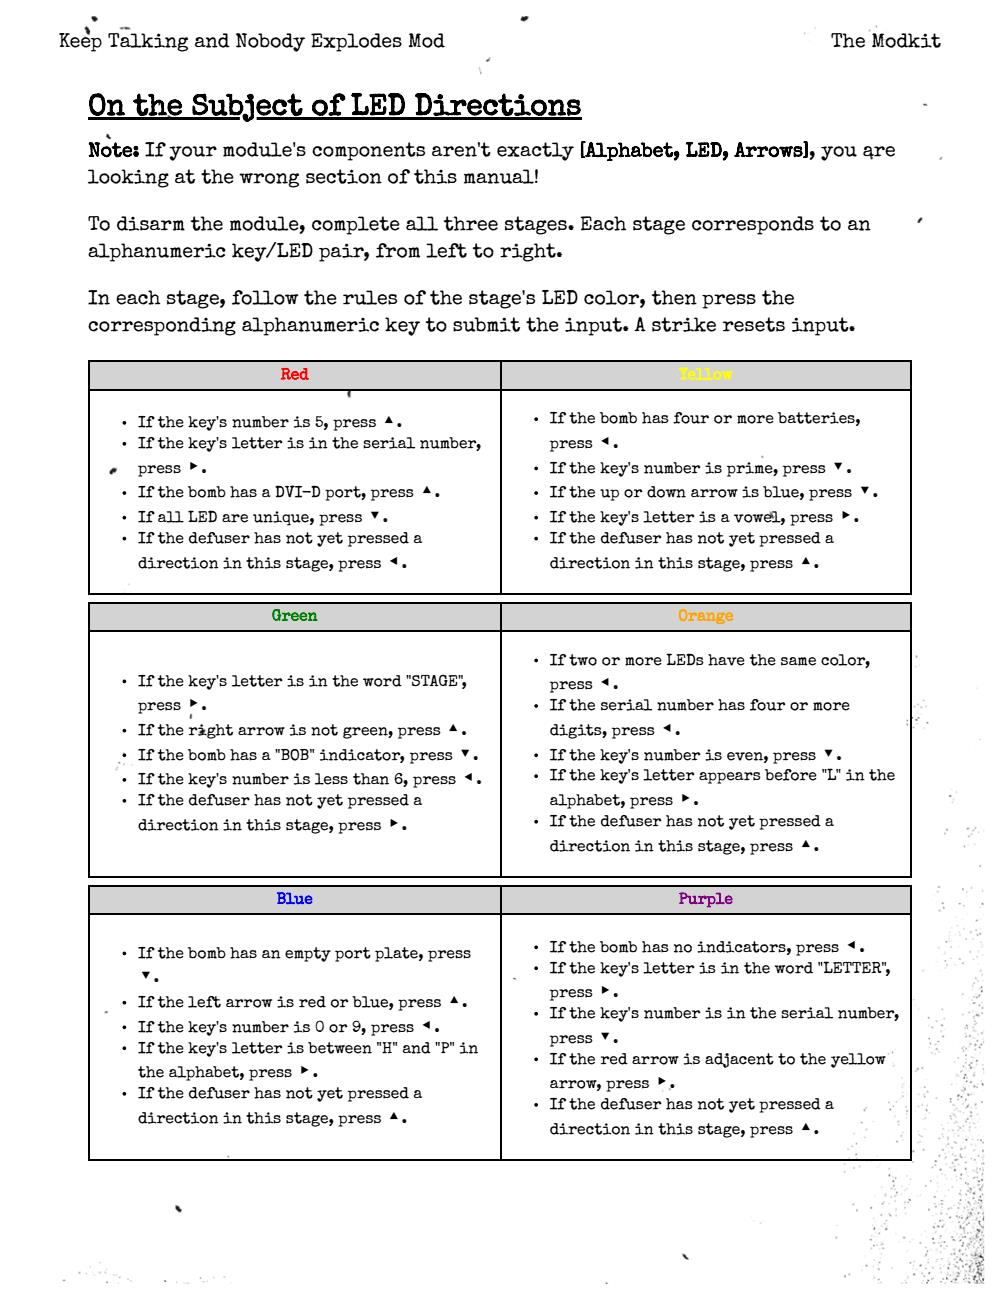 Keep Talking and Nobody Explodes Mod
The Modkit
On the Subject of LED Directions
Note: If your module's components aren't exactly [Alphabet, LED, Arrows], you are
looking at the wrong section of this manual!
To disarm the module, complete all three stages. Each stage corresponds to an
alphanumeric key/LED pair, from left to right.
In each stage, follow the rules of the stage's LED color, then press the
corresponding alphanumeric key to submit the input. A strike resets input.
Red
• If the key's number is 5, press ▲.
• If the key's letter is in the serial number,
press ►.
• If the bomb has a DVI-D port, press ▲.
• If all LED are unique, press ▼.
• If the defuser has not yet pressed a
direction in this stage, press ◄.
Yellow
• If the bomb has four or more batteries,
press ◄.
• If the key's number is prime, press ▼.
• If the up or down arrow is blue, press ▼.
• If the key's letter is a vowel, press ►.
• If the defuser has not yet pressed a
direction in this stage, press ▲.
Green
• If the key's letter is in the word "STAGE",
press ►.
• If the right arrow is not green, press ▲.
• If the bomb has a "BOB" indicator, press ▼.
• If the key's number is less than 6, press ◄.
• If the defuser has not yet pressed a
direction in this stage, press ►.
Orange
• If two or more LEDs have the same color,
press ◄.
• If the serial number has four or more
digits, press ◄.
• If the key's number is even, press ▼.
• If the key's letter appears before "L" in the
alphabet, press ►.
• If the defuser has not yet pressed a
direction in this stage, press ▲.
Blue
• If the bomb has an empty port plate, press
▼.
• If the left arrow is red or blue, press ▲.
• If the key's number is 0 or 9, press ◄.
• If the key's letter is between "H" and "P" in
the alphabet, press ►.
• If the defuser has not yet pressed a
direction in this stage, press ▲.
Purple
• If the bomb has no indicators, press ◄.
• If the key's letter is in the word "LETTER",
press ►.
• If the key's number is in the serial number,
press ▼.
• If the red arrow is adjacent to the yellow
arrow, press ►.
• If the defuser has not yet pressed a
direction in this stage, press ▲.